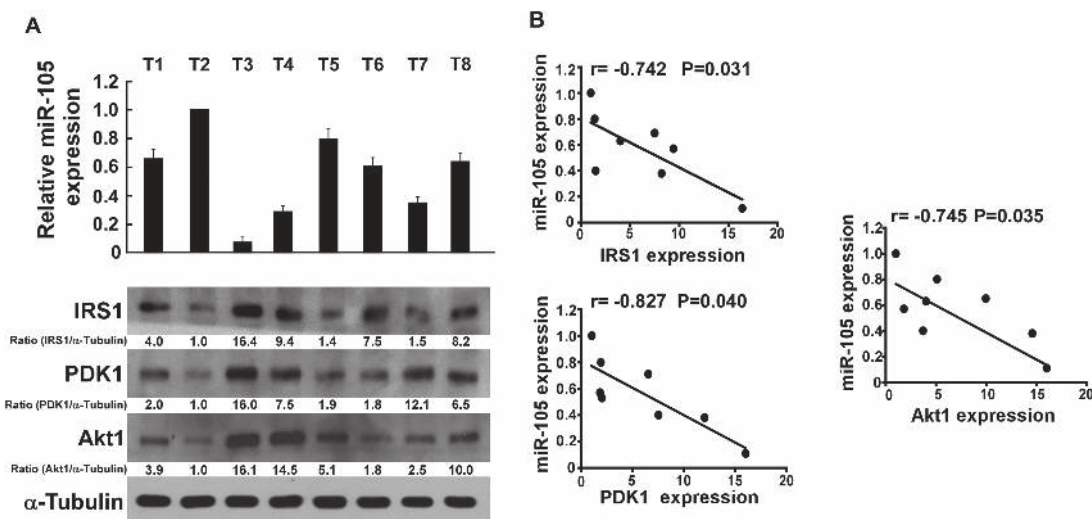 A
T1 T2 T3 T4 T5 T6 T7 T8
Relative miR-105
expression
1.2
1.0
0.8
0.6
0.4
0.2
0
IRS1
Ratio (IRS1/α-Tubulin) 4.0 1.0 16.4 9.4 1.4 7.5 1.5 8.2
PDK1
Ratio (PDK1/α-Tubulin) 2.0 1.0 16.0 7.5 1.9 1.8 12.1 6.5
Akt1
Ratio (Akt1/α-Tubulin) 3.9 1.0 16.1 14.5 5.1 1.8 2.5 10.0
α-Tubulin
B
r= -0.742 P=0.031
miR-105 expression
1.2
1.0
0.8
0.6
0.4
0.2
0
0 5 10 15 20
IRS1 expression
r= -0.827 P=0.040
miR-105 expression
1.2
1.0
0.8
0.6
0.4
0.2
0
0 5 10 15 20
PDK1 expression
r= -0.745 P=0.035
miR-105 expression
1.2
1.0
0.8
0.6
0.4
0.2
0
0 5 10 15 20
Akt1 expression